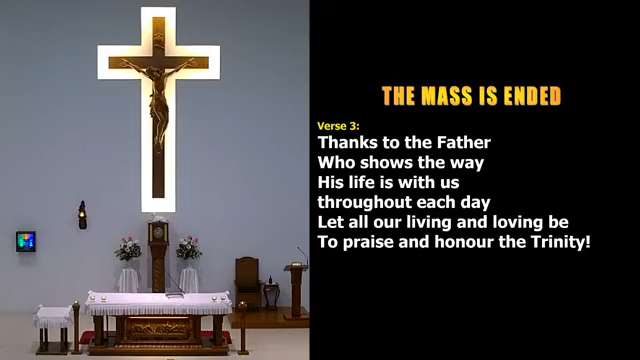 THE MASS IS ENDED
Verse 3:
Thanks to the Father
Who shows the way
His life is with us
throughout each day
Let all our living and loving be
To praise and honour the Trinity!